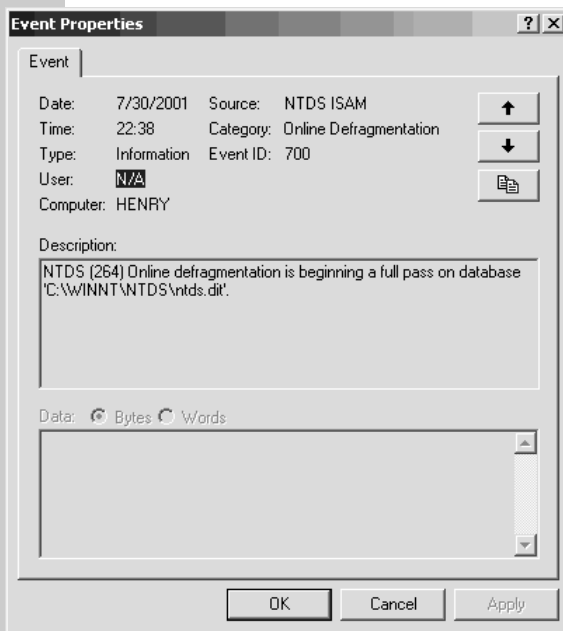 Event Properties
Event
Date: 7/30/2001 Source: NTDS ISAM
Time: 22:38 Category: Online Defragmentation
Type: Information Event ID: 700
User: N/A
Computer: HENRY
Description:
NTDS (264) Online defragmentation is beginning a full pass on database
'C:\WINNT\NTDS\ntds.dit'.
Data: Bytes Words
OK Cancel Apply